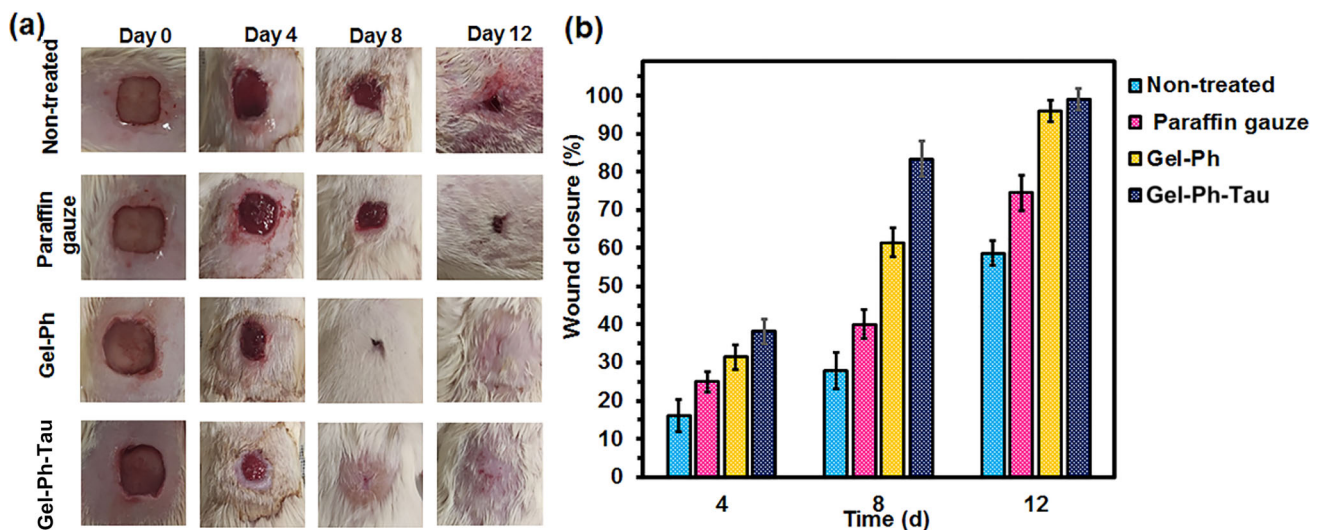 (a)
Day 0 Day 4 Day 8 Day 12
Non-treated
Paraffin
gauze
Gel-Ph
Gel-Ph-Tau
(b)
Wound closure (%)
100
90
80
70
60
50
40
30
20
10
0
4 8 12
Time (d)
Non-treated
Paraffin gauze
Gel-Ph
Gel-Ph-Tau